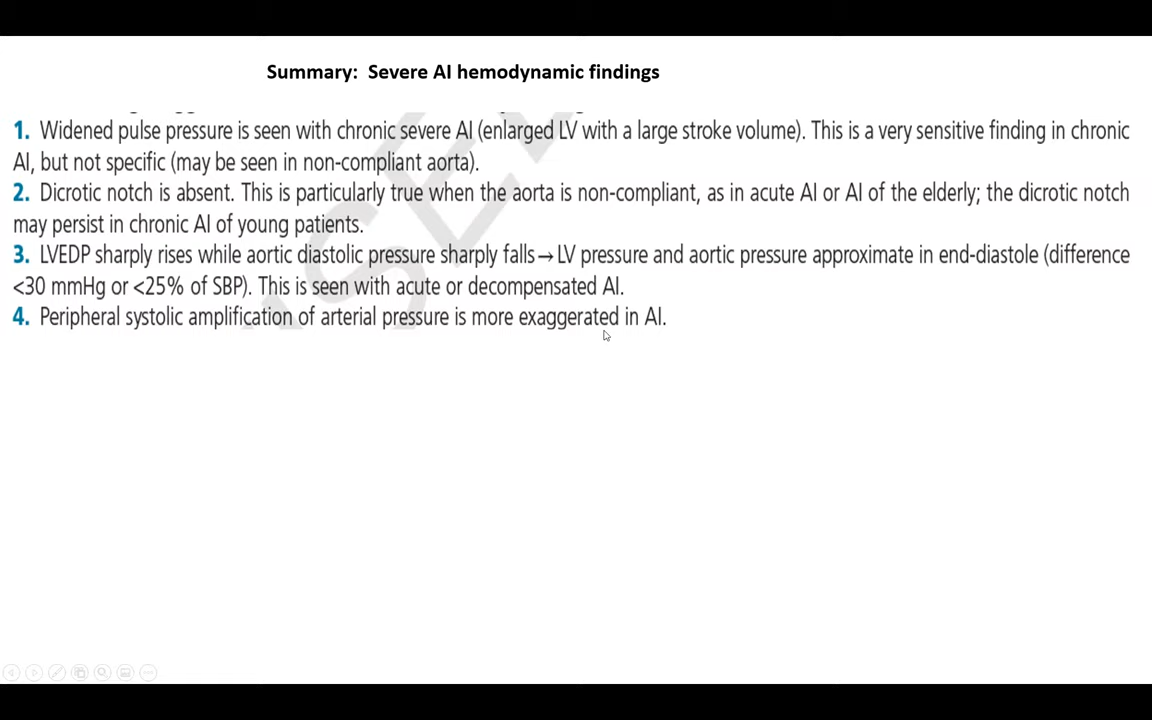 Summary: Severe AI hemodynamic findings
1. Widened pulse pressure is seen with chronic severe AI (enlarged LV with a large stroke volume). This is a very sensitive finding in chronic
AI, but not specific (may be seen in non-compliant aorta).
2. Dicrotic notch is absent. This is particularly true when the aorta is non-compliant, as in acute AI or AI of the elderly; the dicrotic notch
may persist in chronic AI of young patients.
3. LVEDP sharply rises while aortic diastolic pressure sharply falls→LV pressure and aortic pressure approximate in end-diastole (difference
<30 mmHg or <25% of SBP). This is seen with acute or decompensated AI.
4. Peripheral systolic amplification of arterial pressure is more exaggerated in AI.